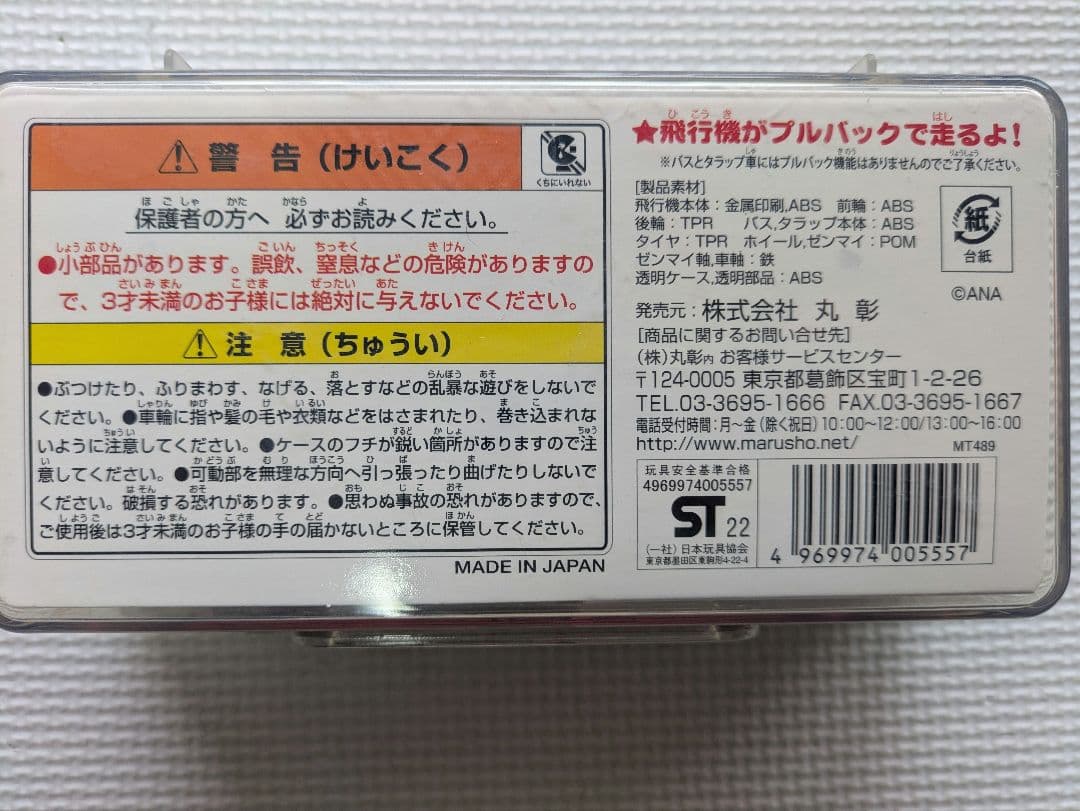 警告(けいこく)
くちにいれない
保護者の方へ 必ずお読みください。
●小部品があります。誤飲、窒息などの危険がありますの
で、3才未満のお子様には絶対に与えないでください。
注意(ちゅうい)
●ぶつけたり、ふりまわす、なげる、落とすなどの乱暴な遊びをしないで
ください。●車輪に指や髪の毛や衣類などをはさまれたり、巻き込まれな
いように注意してください。●ケースのフチが鋭い箇所がありますので注
意してください。●可動部を無理な方向へ引っ張ったり曲げたりしないで
ください。破損する恐れがあります。●思わぬ事故の恐れがありますので、
ご使用後は3才未満のお子様の手の届かないところに保管してください。
MADE IN JAPAN
★飛行機がプルバックで走るよ!
※バスとタラップ車にはプルバック機能はありませんのでご了承ください。
[製品素材]
飛行機本体:金属印刷,ABS 前輪:ABS
後輪:TPR バス,タラップ本体:ABS
タイヤ:TPR ホイール,ゼンマイ:POM
ゼンマイ軸,車軸:鉄
透明ケース,透明部品:ABS
紙
台紙
©ANA
発売元:株式会社 丸彰
[商品に関するお問い合せ先]
(株)丸彰内 お客様サービスセンター
〒124-0005 東京都葛飾区宝町1-2-26
TEL.03-3695-1666 FAX.03-3695-1667
電話受付時間:月〜金(除く祝日)10:00〜12:00/13:00〜16:00
http://www.marusho.net/ MT489
玩具安全基準合格
4969974005557
ST 22
(一社)日本玩具協会
東京都墨田区東駒形4-22-4
4 969974 005557